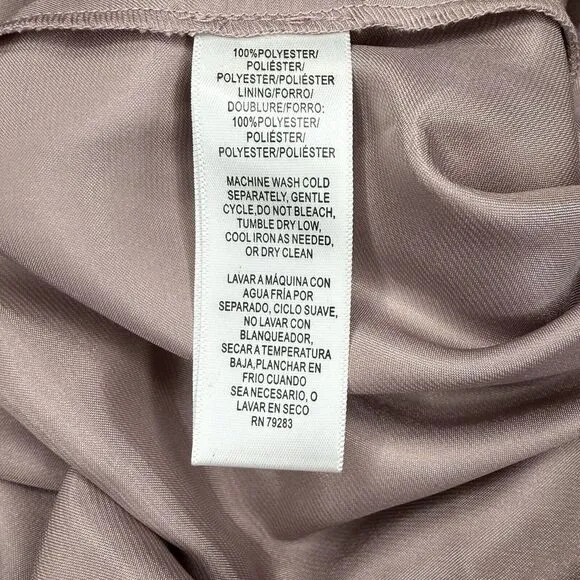 100%POLYESTER/
POLIÉSTER/
POLYESTER/POLIÉSTER
LINING/FORRO/
DOUBLURE/FORRO:
100%POLYESTER/
POLIÉSTER/
POLYESTER/POLIÉSTER
MACHINE WASH COLD
SEPARATELY, GENTLE
CYCLE,DO NOT BLEACH,
TUMBLE DRY LOW,
COOL IRON AS NEEDED,
OR DRY CLEAN
LAVAR A MÁQUINA CON
AGUA FRÍA POR
SEPARADO, CICLO SUAVE,
NO LAVAR CON
BLANQUEADOR,
SECAR A TEMPERATURA
BAJA,PLANCHAR EN
FRIO CUANDO
SEA NECESARIO, O
LAVAR EN SECO
RN 79283